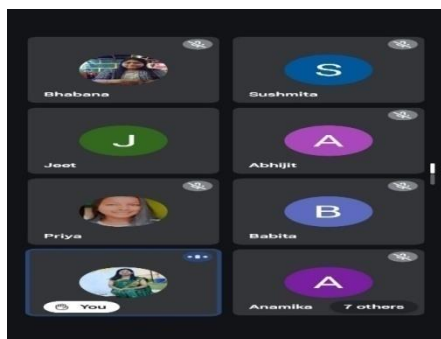 Bhabana
S
Sushmita
J
Jeet
A
Abhijit
Priya
B
Babita
You
A
Anamika
7 others